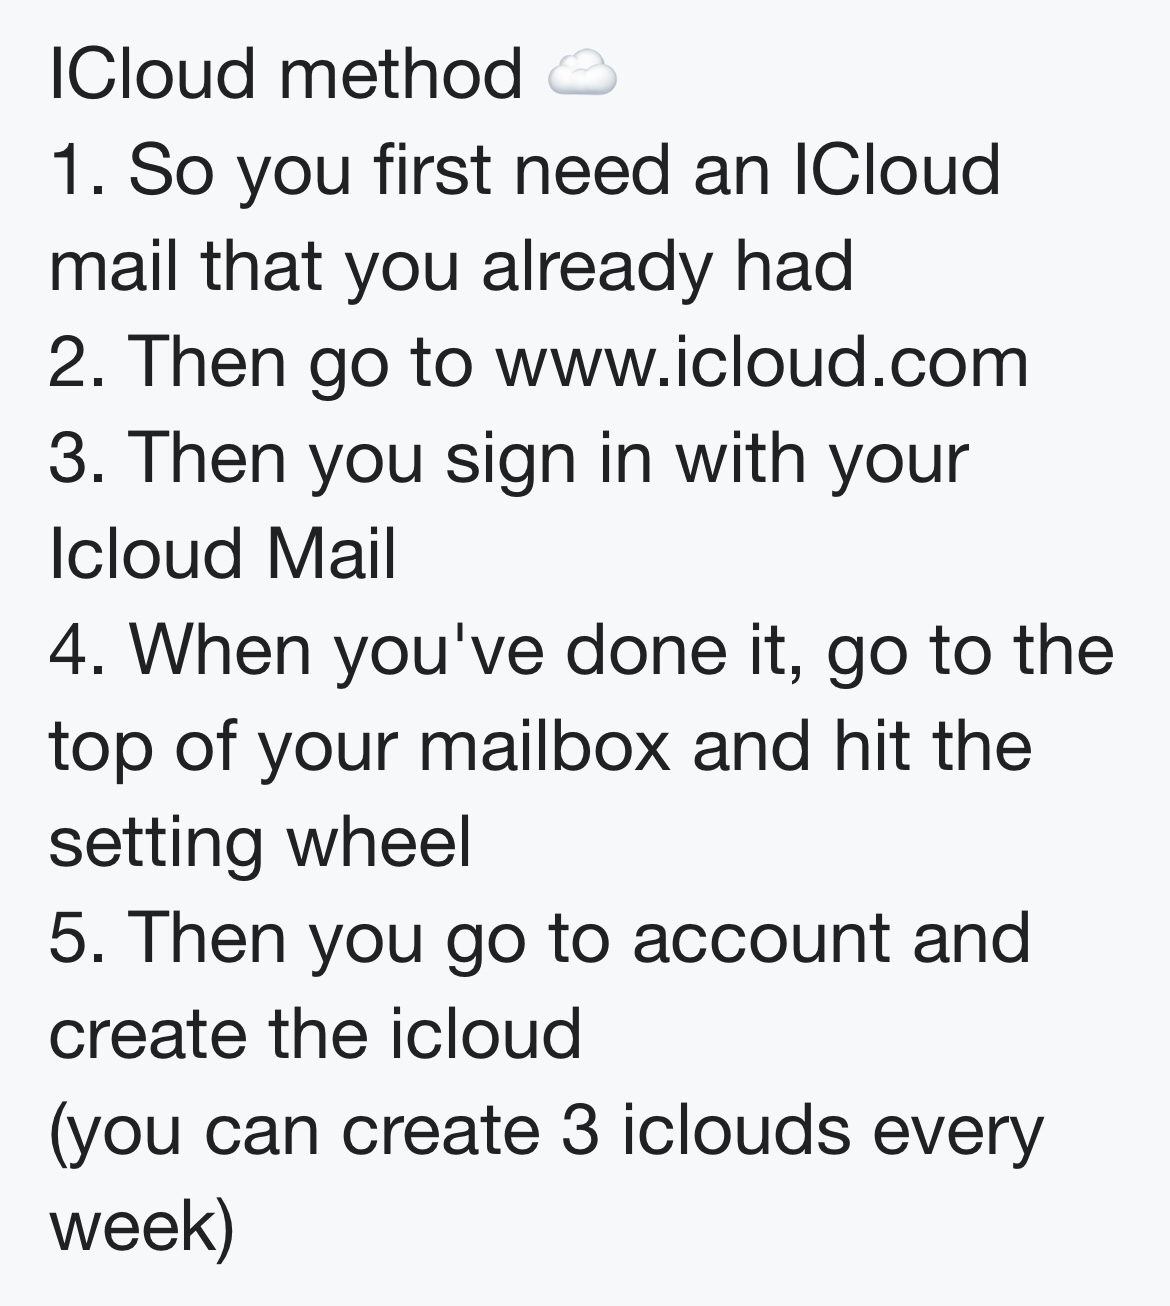 ICloud method ☁️
1. So you first need an ICloud
mail that you already had
2. Then go to www.icloud.com
3. Then you sign in with your
Icloud Mail
4. When you've done it, go to the
top of your mailbox and hit the
setting wheel
5. Then you go to account and
create the icloud
(you can create 3 iclouds every
week)